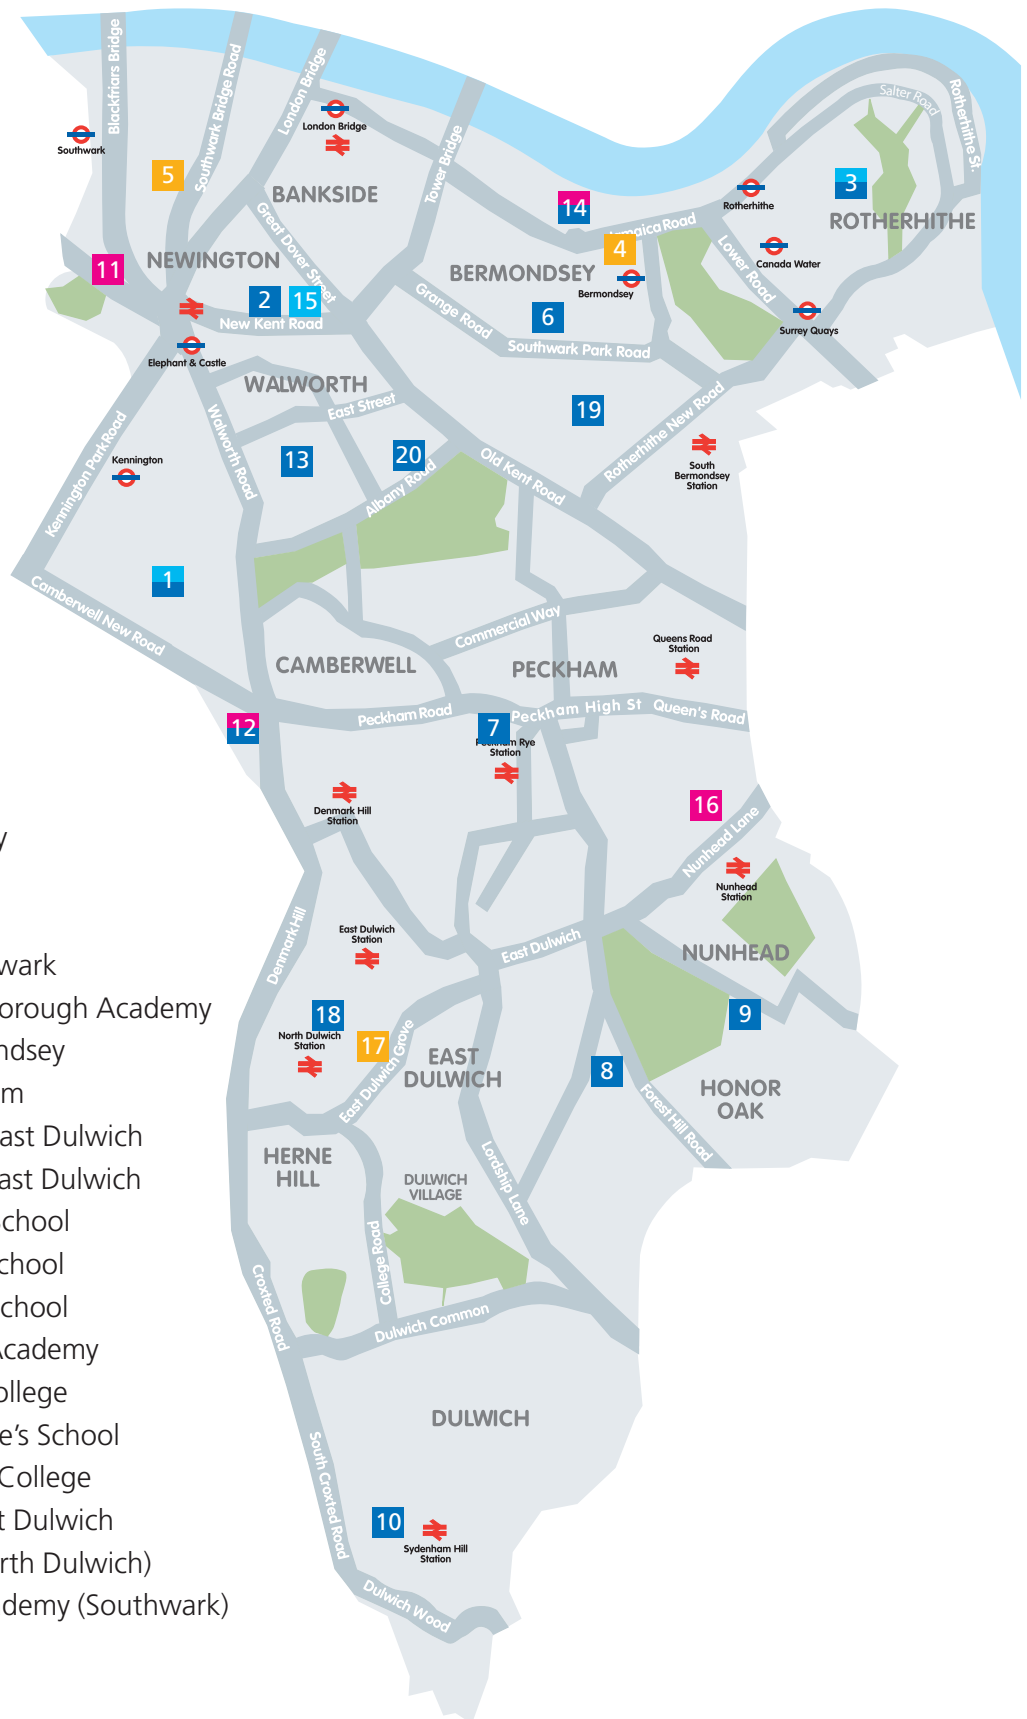 Blackfriars Bridge
Southwark Bridge Road
London Bridge
London Bridge
Tower Bridge
Salter Road
Rotherhithe St.
Southwark
5
BANKSIDE
14
Rotherhithe
3
ROTHERHITHE
Great Dover Street
Jamaica Road
4
Lower Road
Canada Water
11
NEWINGTON
BERMONDSEY
Bermondsey
2
15
New Kent Road
Grange Road
6
Surrey Quays
Elephant & Castle
Southwark Park Road
WALWORTH
East Street
19
Rotherhithe New Road
Kennington Park Road
Walworth Road
Kennington
13
20
Albany Road
Old Kent Road
South
Bermondsey
Station
1
Camberwell New Road
Commercial Way
Queens Road
Station
CAMBERWELL
PECKHAM
12
Peckham Road
7
Peckham High St
Queen's Road
Peckham Rye
Station
Denmark Hill
Station
16
Nunhead Lane
Nunhead
Station
Denmark Hill
East Dulwich
Station
East Dulwich
NUNHEAD
18
North Dulwich
Station
17
East Dulwich Grove
EAST
DULWICH
9
8
HONOR
OAK
Forest Hill Road
HERNE
HILL
DULWICH
VILLAGE
Lordship Lane
College Road
Croxted Road
Dulwich Common
DULWICH
South Croxted Road
10
Sydenham Hill
Station
Dulwich Wood
y
wark
orough Academy
ndsey
m
ast Dulwich
ast Dulwich
School
chool
chool
Academy
ollege
e’s School
College
t Dulwich
rth Dulwich)
demy (Southwark)